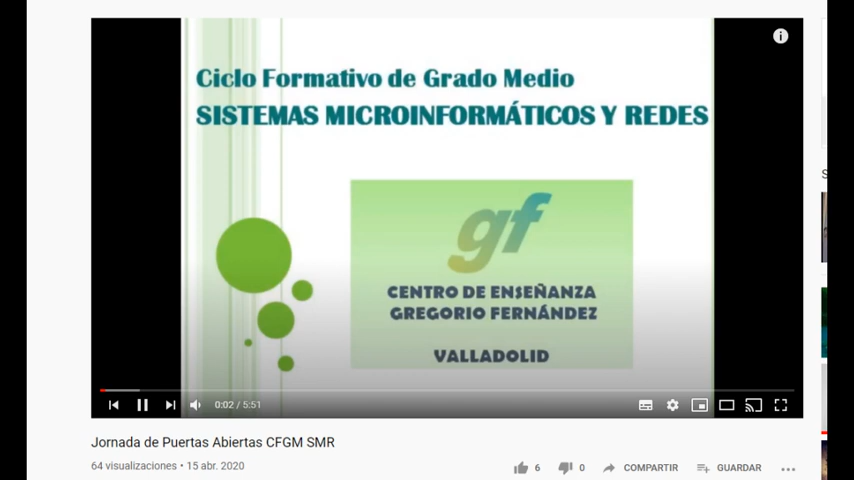 Ciclo Formativo de Grado Medio
SISTEMAS MICROINFORMÁTICOS Y REDES
gf
CENTRO DE ENSEÑANZA
GREGORIO FERNÁNDEZ
VALLADOLID
0:02 / 5:51
Jornada de Puertas Abiertas CFGM SMR
64 visualizaciones • 15 abr. 2020
6 0 COMPARTIR GUARDAR